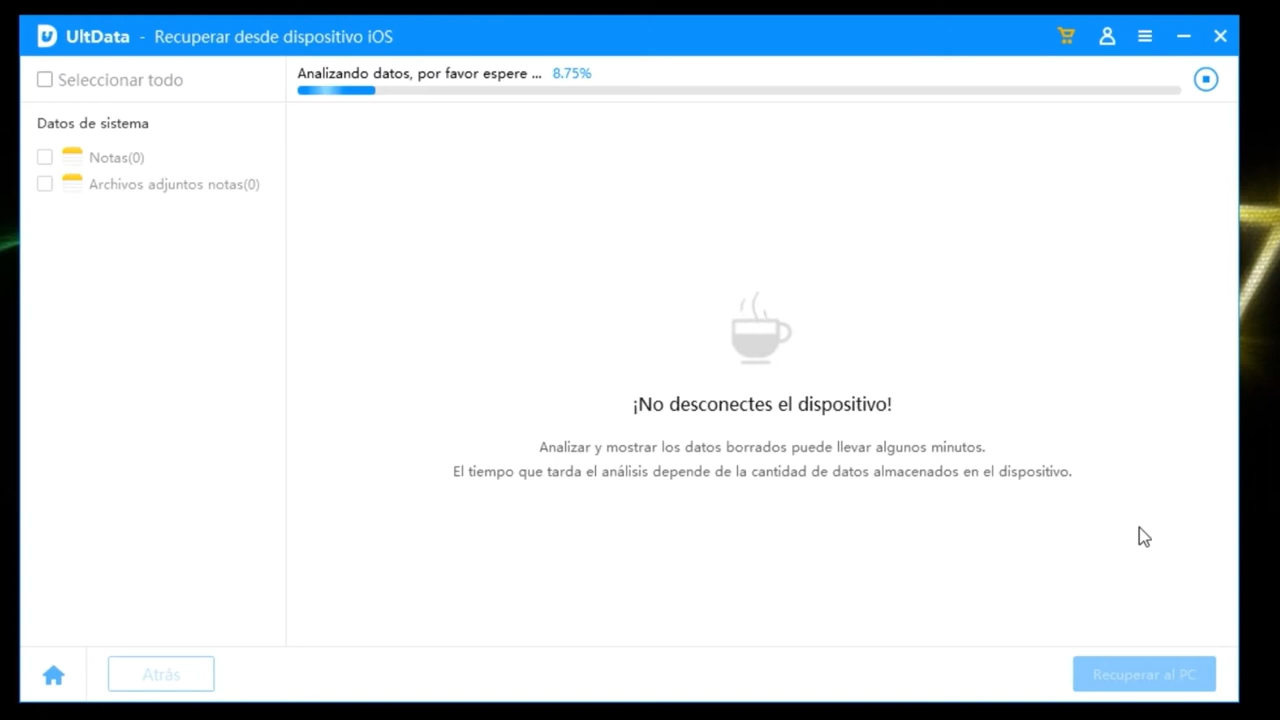 UltData - Recuperar desde dispositivo iOS
Seleccionar todo
Analizando datos, por favor espere ... 8.75%
Datos de sistema
Notas(0)
Archivos adjuntos notas(0)
¡No desconectes el dispositivo!
Analizar y mostrar los datos borrados puede llevar algunos minutos.
El tiempo que tarda el análisis depende de la cantidad de datos almacenados en el dispositivo.
Atrás
Recuperar al PC